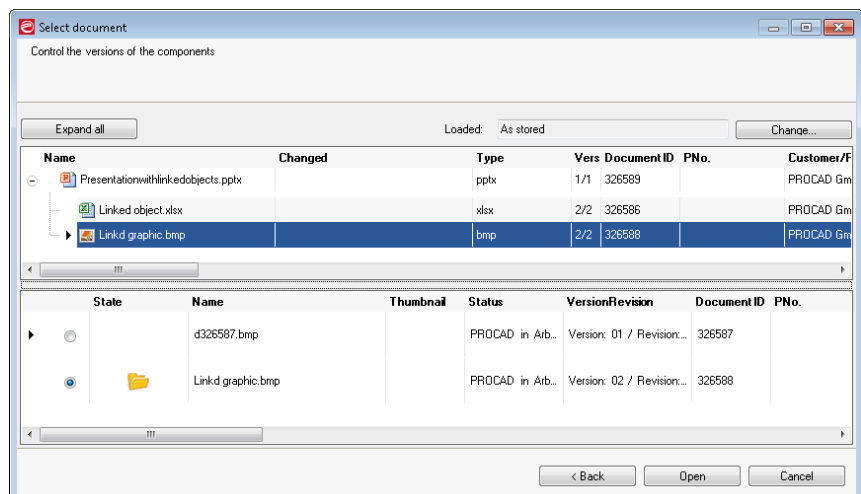 Select document
Control the versions of the components
Expand all Loaded: As stored Change...
Name Changed Type Vers Document ID PNo. Customer/F
Presentationwithlinkedobjects.pptx pptx 1/1 326589 PROCAD Gm
Linked object.xlsx xlsx 2/2 326586 PROCAD Gm
Linkd graphic.bmp bmp 2/2 326588 PROCAD Gm
State Name Thumbnail Status VersionRevision Document ID PNo.
d326587.bmp PROCAD in Arb... Version: 01 / Revision:... 326587
Linkd graphic.bmp PROCAD in Arb... Version: 02 / Revision:... 326588
< Back Open Cancel